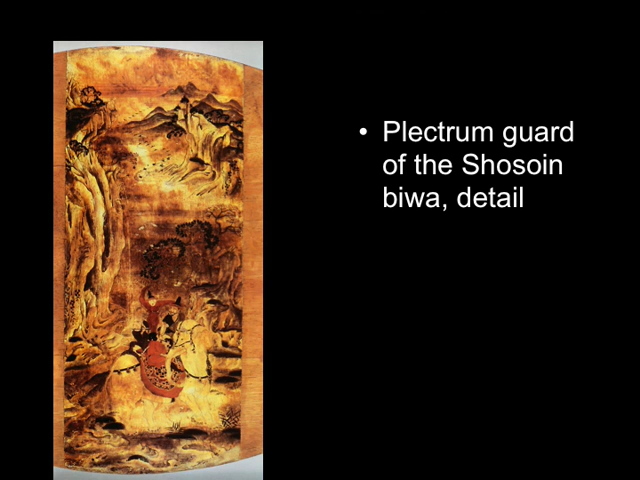 • Plectrum guard
of the Shosoin
biwa, detail